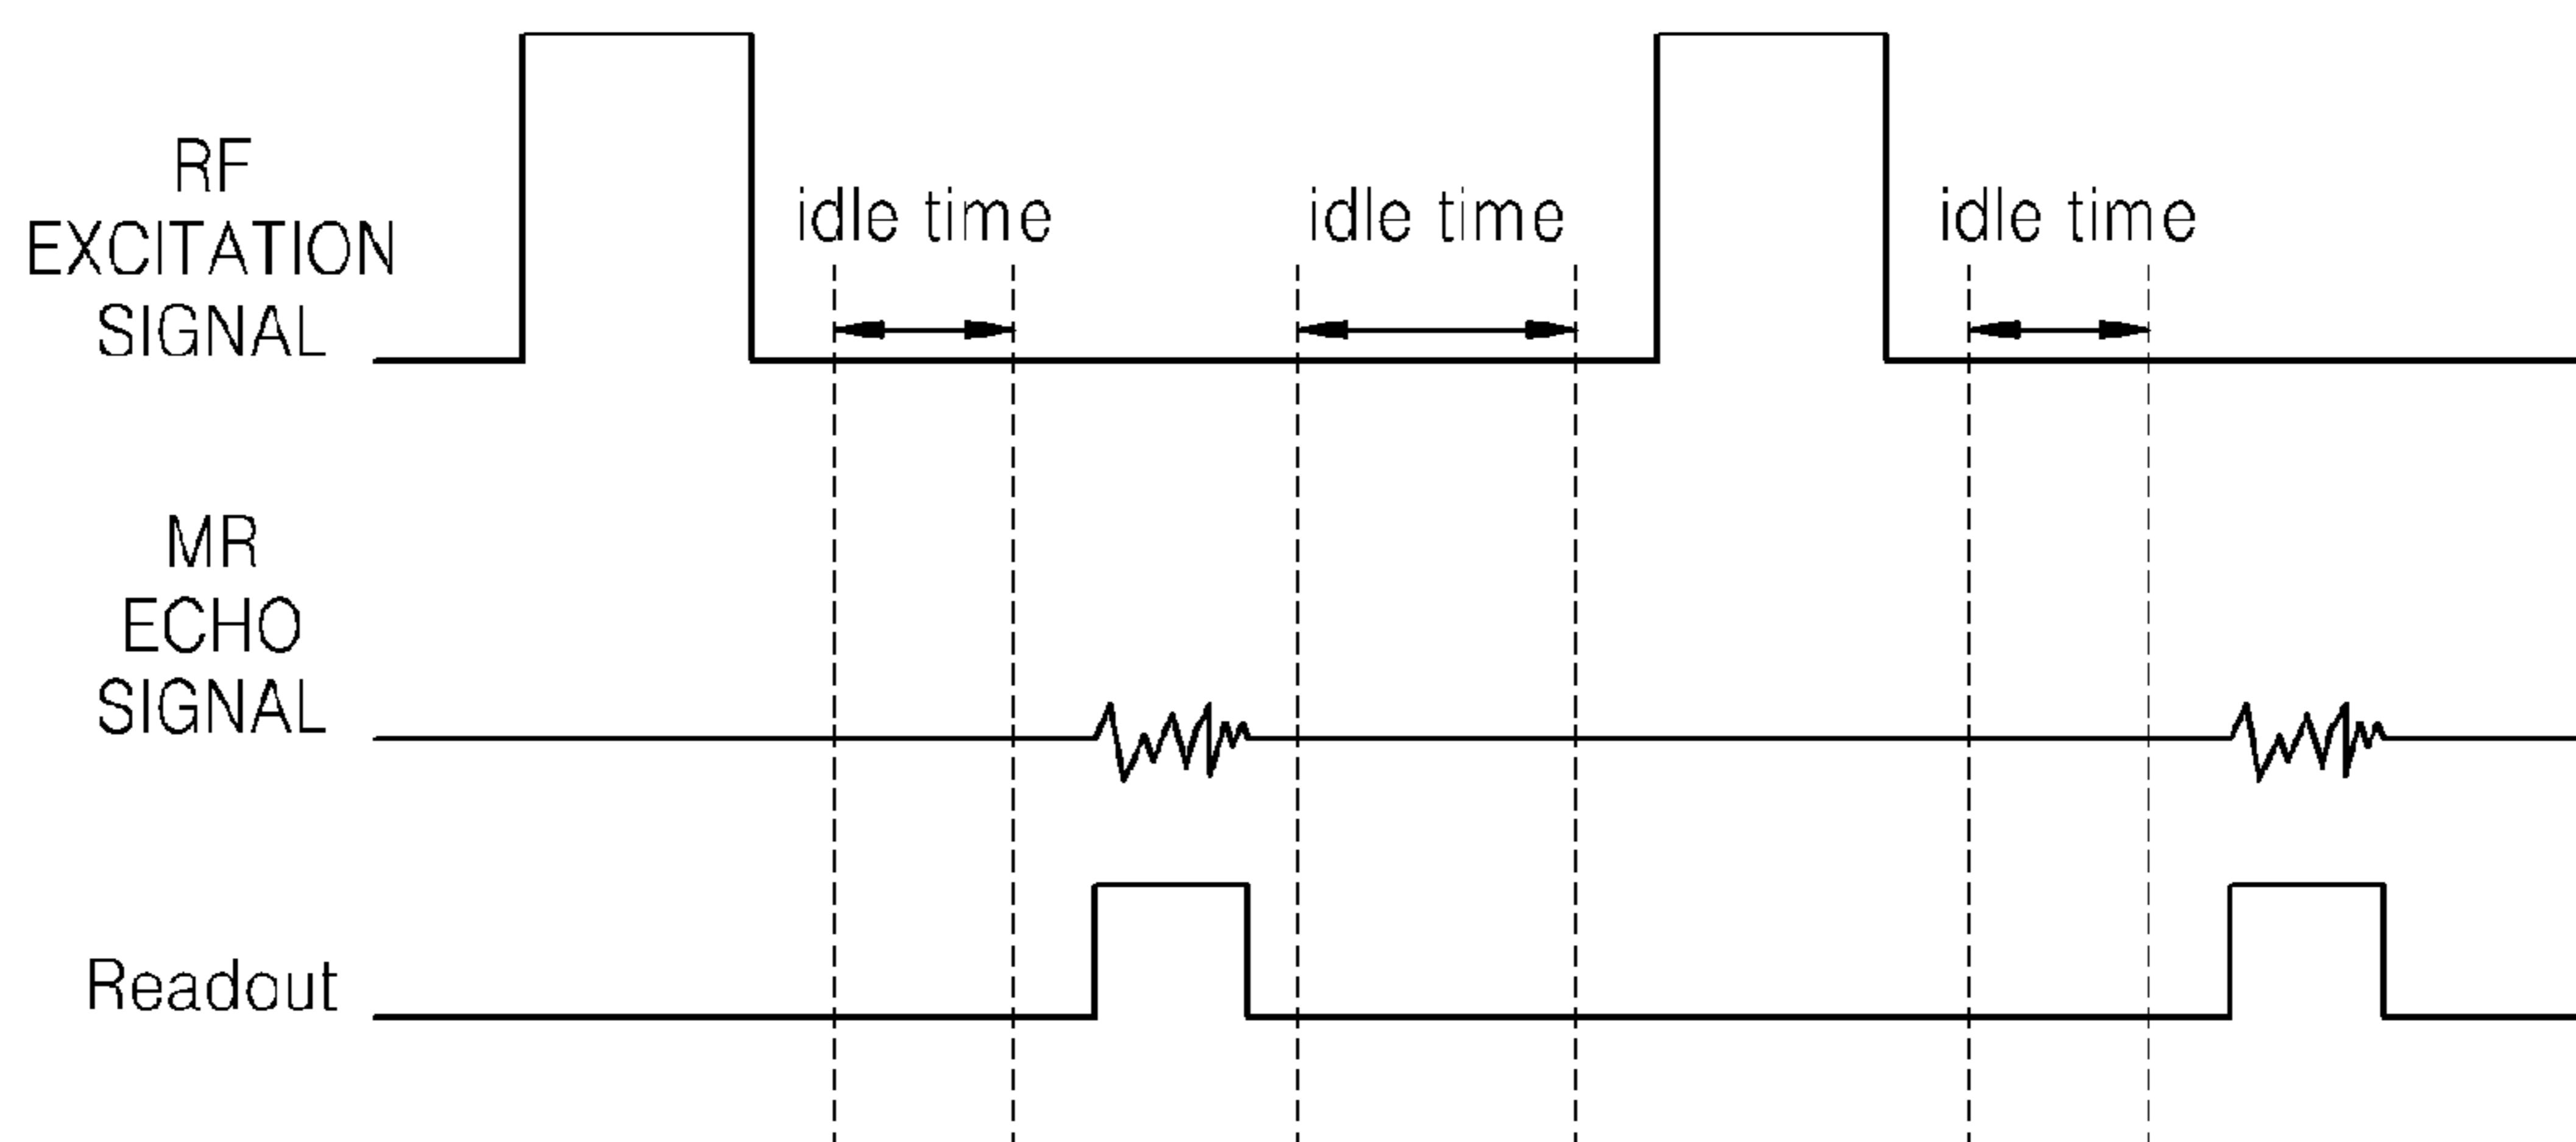 RF
EXCITATION
SIGNAL
idle time
idle time
idle time
MR
ECHO
SIGNAL
Readout